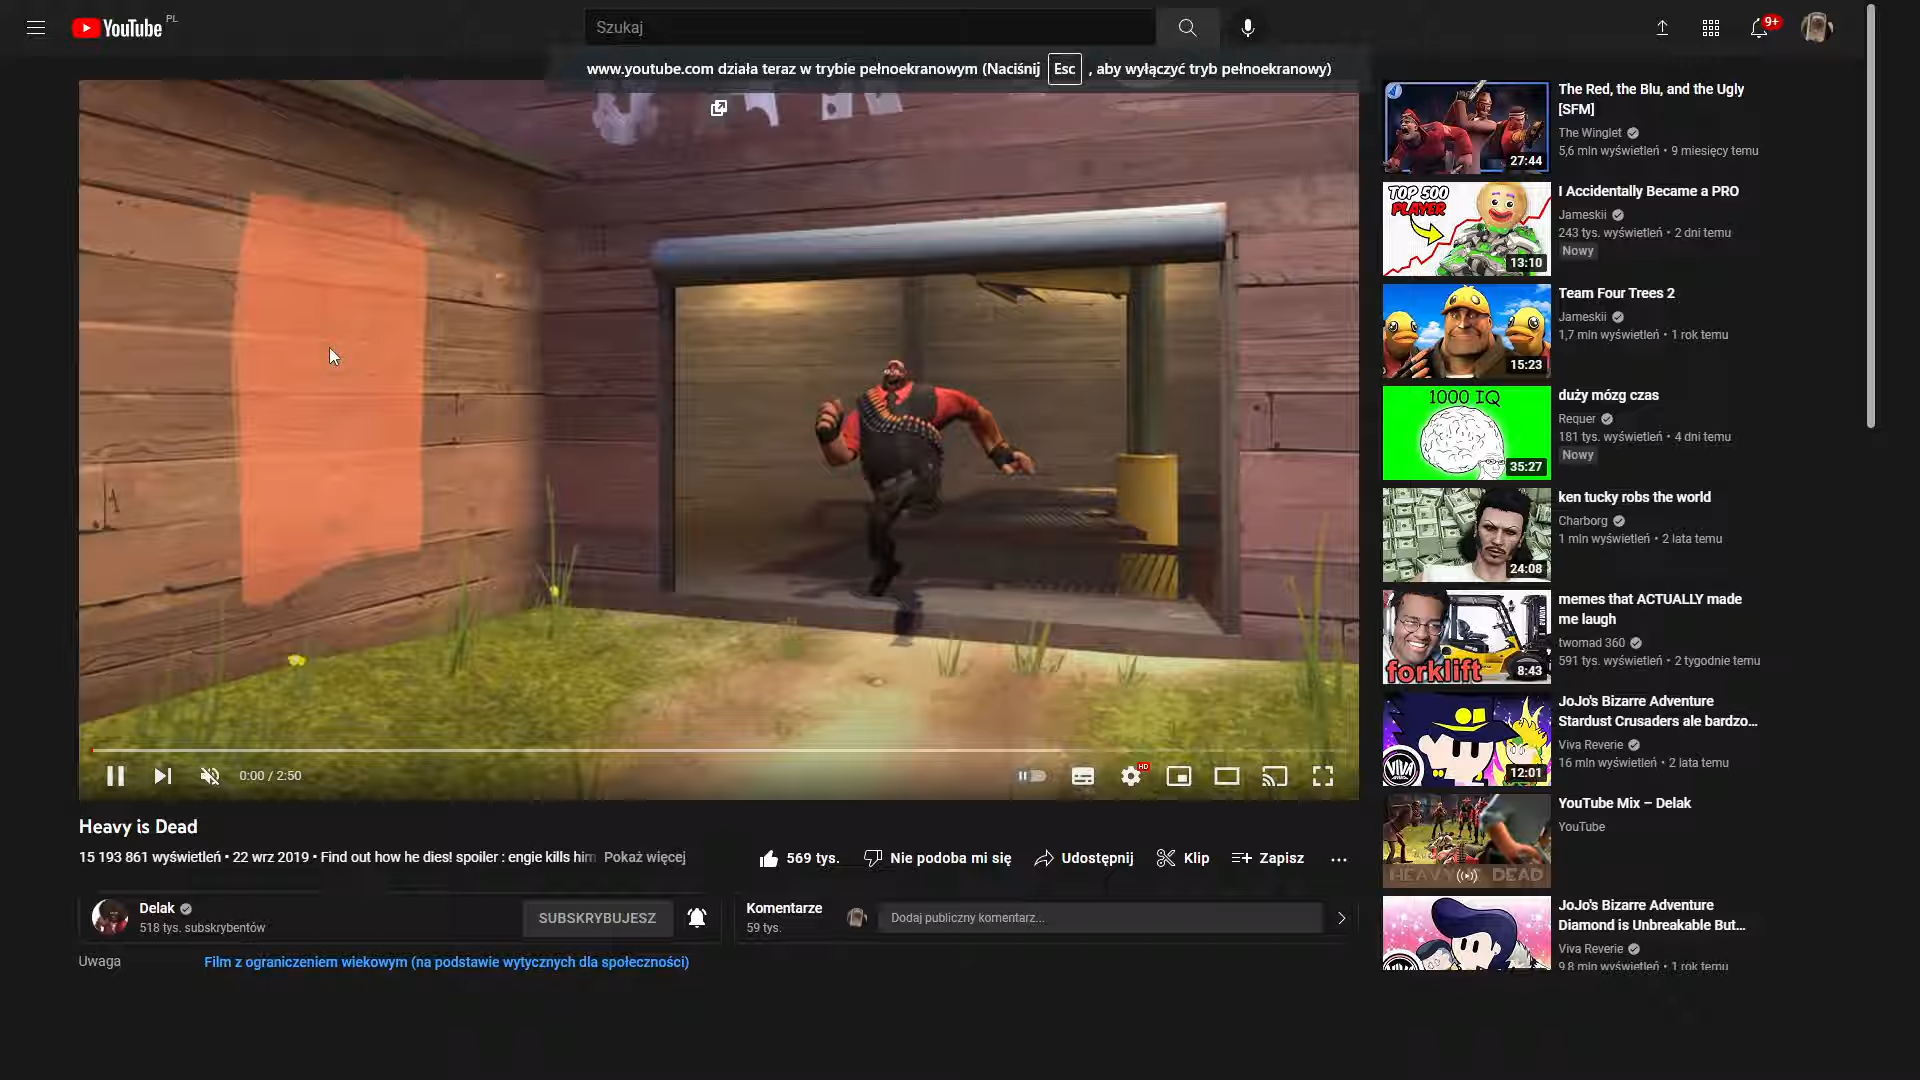 YouTube PL
Szukaj
9+
www.youtube.com działa teraz w trybie pełnoekranowym (Naciśnij Esc , aby wyłączyć tryb pełnoekranowy)
0:00 / 2:50
HD
Heavy is Dead
15 193 861 wyświetleń • 22 wrz 2019 • Find out how he dies! spoiler : engie kills him Pokaż więcej
569 tys. Nie podoba mi się Udostępnij Klip Zapisz
Delak
518 tys. subskrybentów
SUBSKRYBUJESZ
Komentarze
59 tys.
Dodaj publiczny komentarz...
Uwaga
Film z ograniczeniem wiekowym (na podstawie wytycznych dla społeczności)
27:44
The Red, the Blu, and the Ugly
[SFM]
The Winglet
5,6 mln wyświetleń • 9 miesięcy temu
TOP 500
PLAYER
13:10
I Accidentally Became a PRO
Jameskii
243 tys. wyświetleń • 2 dni temu
Nowy
15:23
Team Four Trees 2
Jameskii
1,7 mln wyświetleń • 1 rok temu
1000 IQ
35:27
duży mózg czas
Requer
181 tys. wyświetleń • 4 dni temu
Nowy
24:08
ken tucky robs the world
Charborg
1 mln wyświetleń • 2 lata temu
forklift
8:43
memes that ACTUALLY made
me laugh
twomad 360
591 tys. wyświetleń • 2 tygodnie temu
VIVA
12:01
JoJo's Bizarre Adventure
Stardust Crusaders ale bardzo...
Viva Reverie
16 mln wyświetleń • 2 lata temu
HEAVY IS DEAD
YouTube Mix – Delak
YouTube
JoJo's Bizarre Adventure
Diamond is Unbreakable But...
Viva Reverie
9,8 mln wyświetleń • 1 rok temu